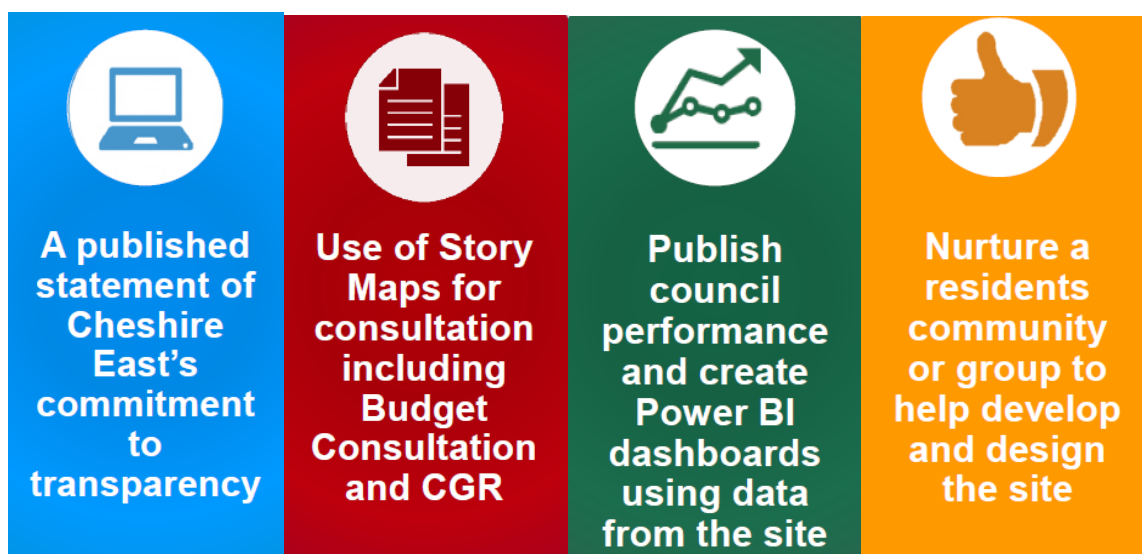 A published
statement of
Cheshire
East’s
commitment
to
transparency
Use of Story
Maps for
consultation
including
Budget
Consultation
and CGR
Publish
council
performance
and create
Power BI
dashboards
using data
from the site
Nurture a
residents
community
or group to
help develop
and design
the site